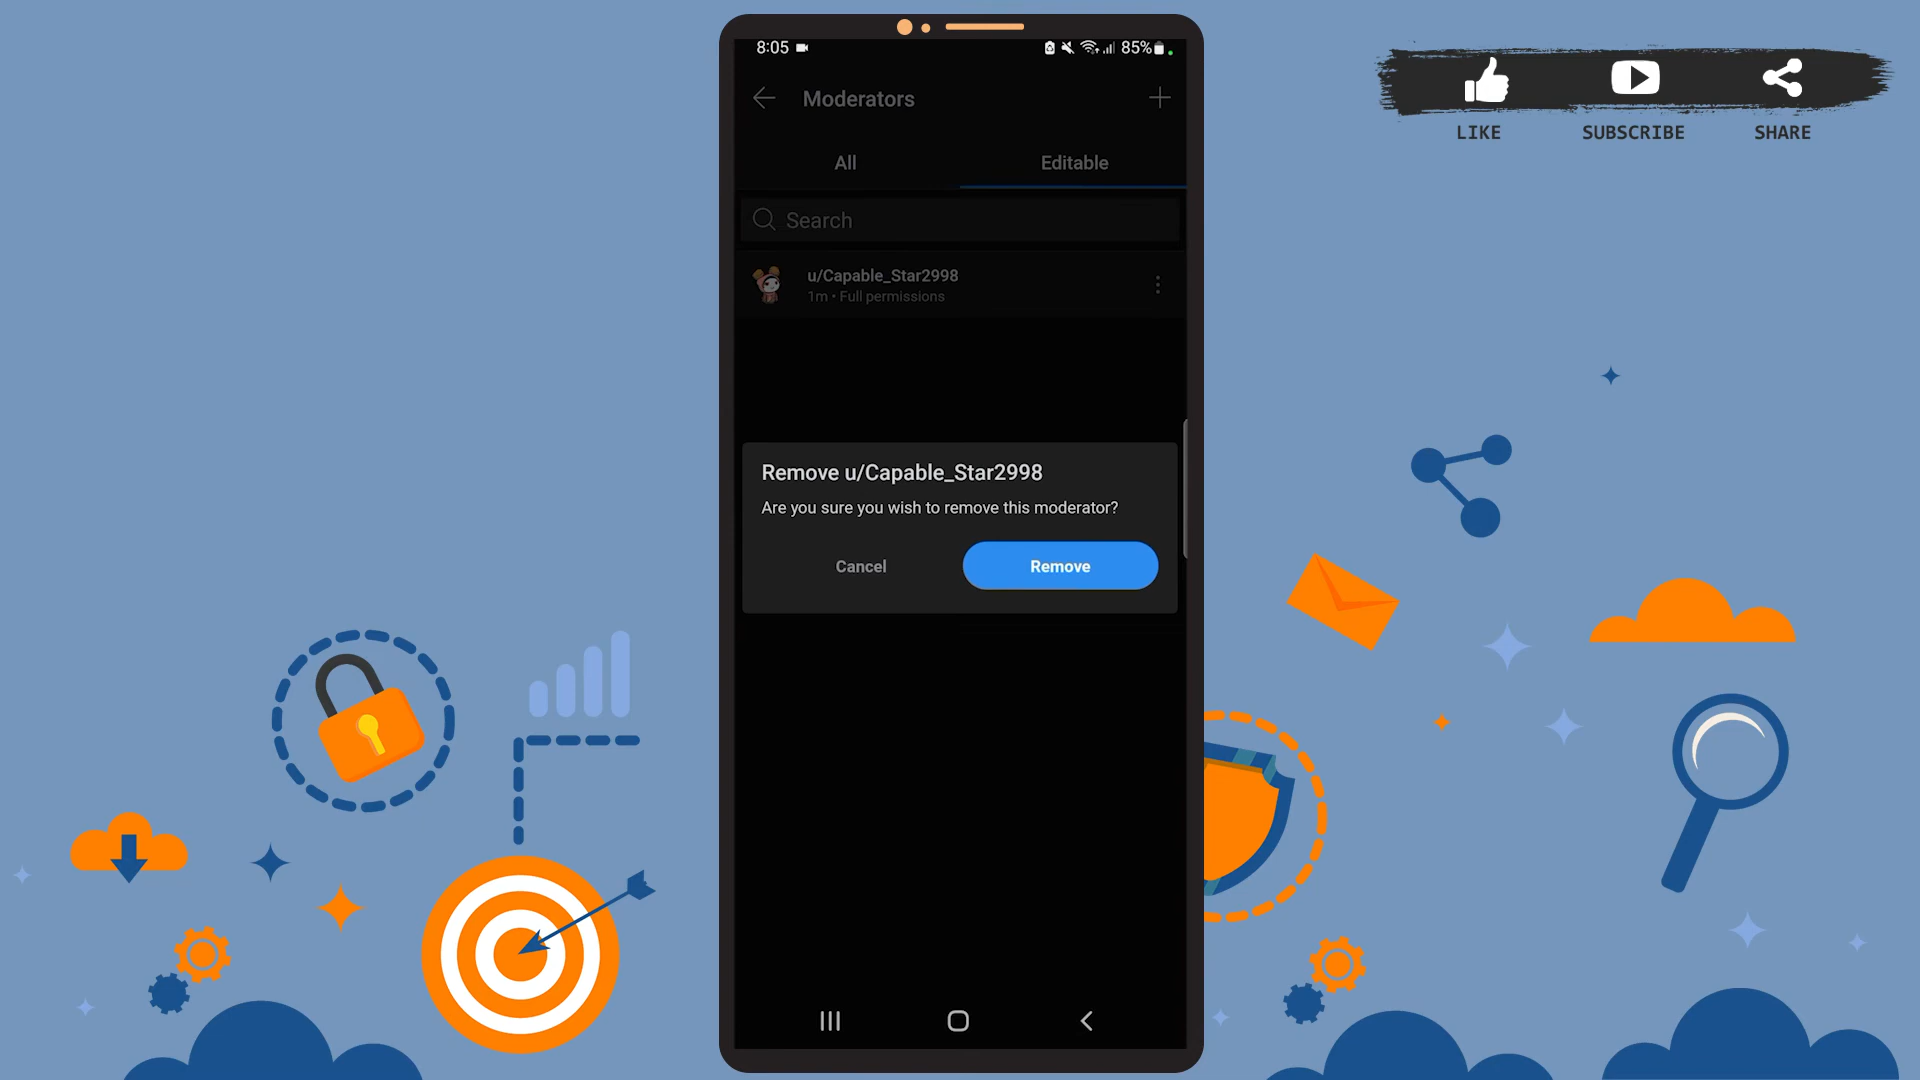 8:05
85%
Moderators
All
Editable
Search
u/Capable_Star2998
1m • Full permissions
Remove u/Capable_Star2998
Are you sure you wish to remove this moderator?
Cancel
Remove
LIKE
SUBSCRIBE
SHARE